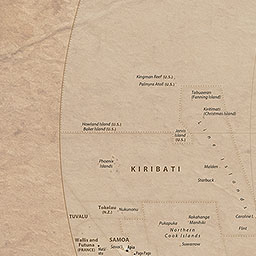 Kingman Reef (U.S.)
Palmyra Atoll (U.S.)
Tabuaeran
(Fanning Island)
Kiritimati
(Christmas Island)
Howland Island (U.S.)
Baker Island (U.S.)
Jarvis
Island
(U.S.)
Phoenix
Islands
KIRIBATI
Malden
Starbuck
Tokelau
(N.Z.)
Nukunonu
TUVALU
Pukapuka
Rakahanga
Manihiki
Caroline I.
Northern
Cook Islands
Flint
Wallis and
Futuna
(FRANCE)
SAMOA
Apia
Suwarrow
Pago Pago